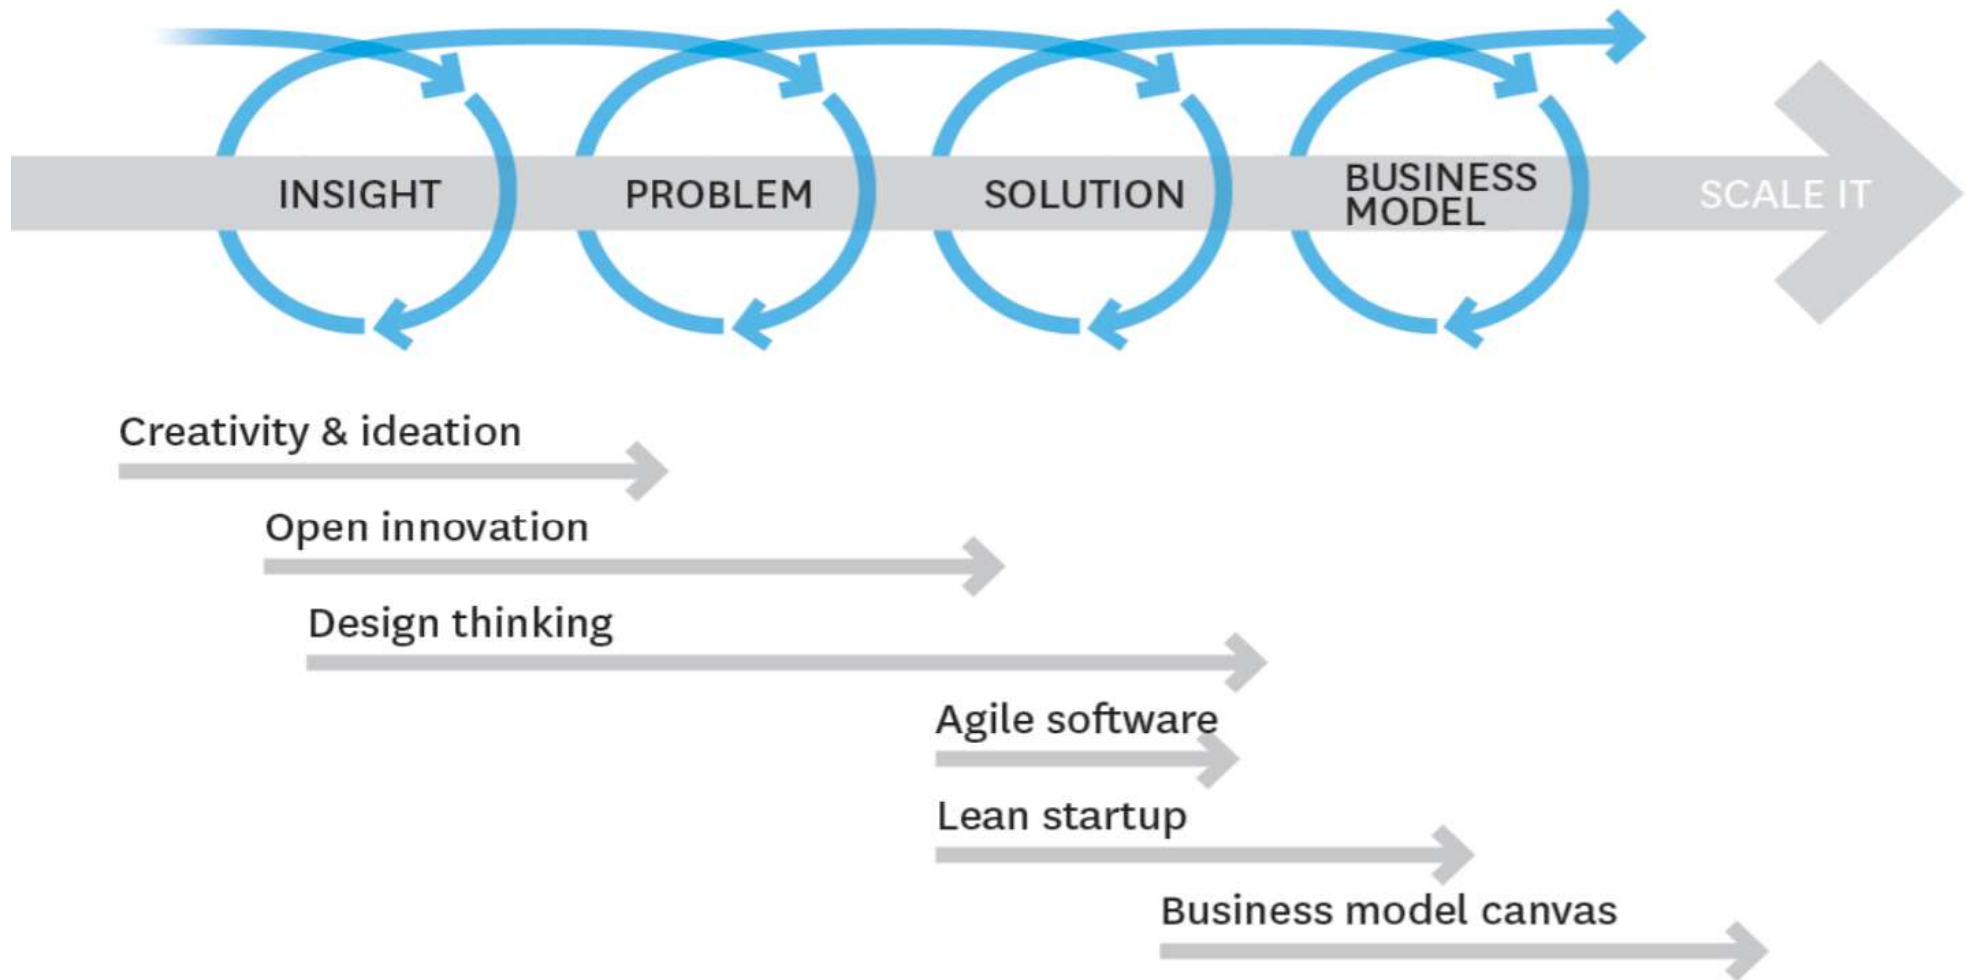 INSIGHT
PROBLEM
SOLUTION
BUSINESS
MODEL
SCALE IT
Creativity & ideation
Open innovation
Design thinking
Agile software
Lean startup
Business model canvas